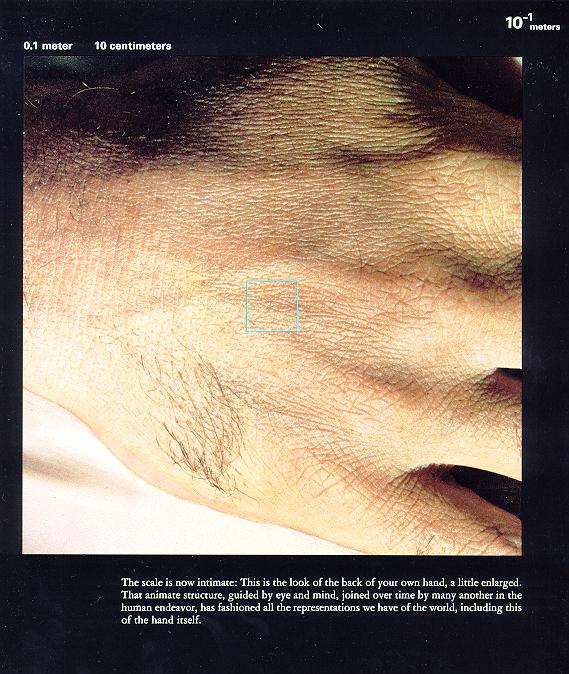 10⁻¹ meters
0.1 meter 10 centimeters
The scale is now intimate: This is the look of the back of your own hand, a little enlarged.
That animate structure, guided by eye and mind, joined over time by many another in the
human endeavor, has fashioned all the representations we have of the world, including this
of the hand itself.